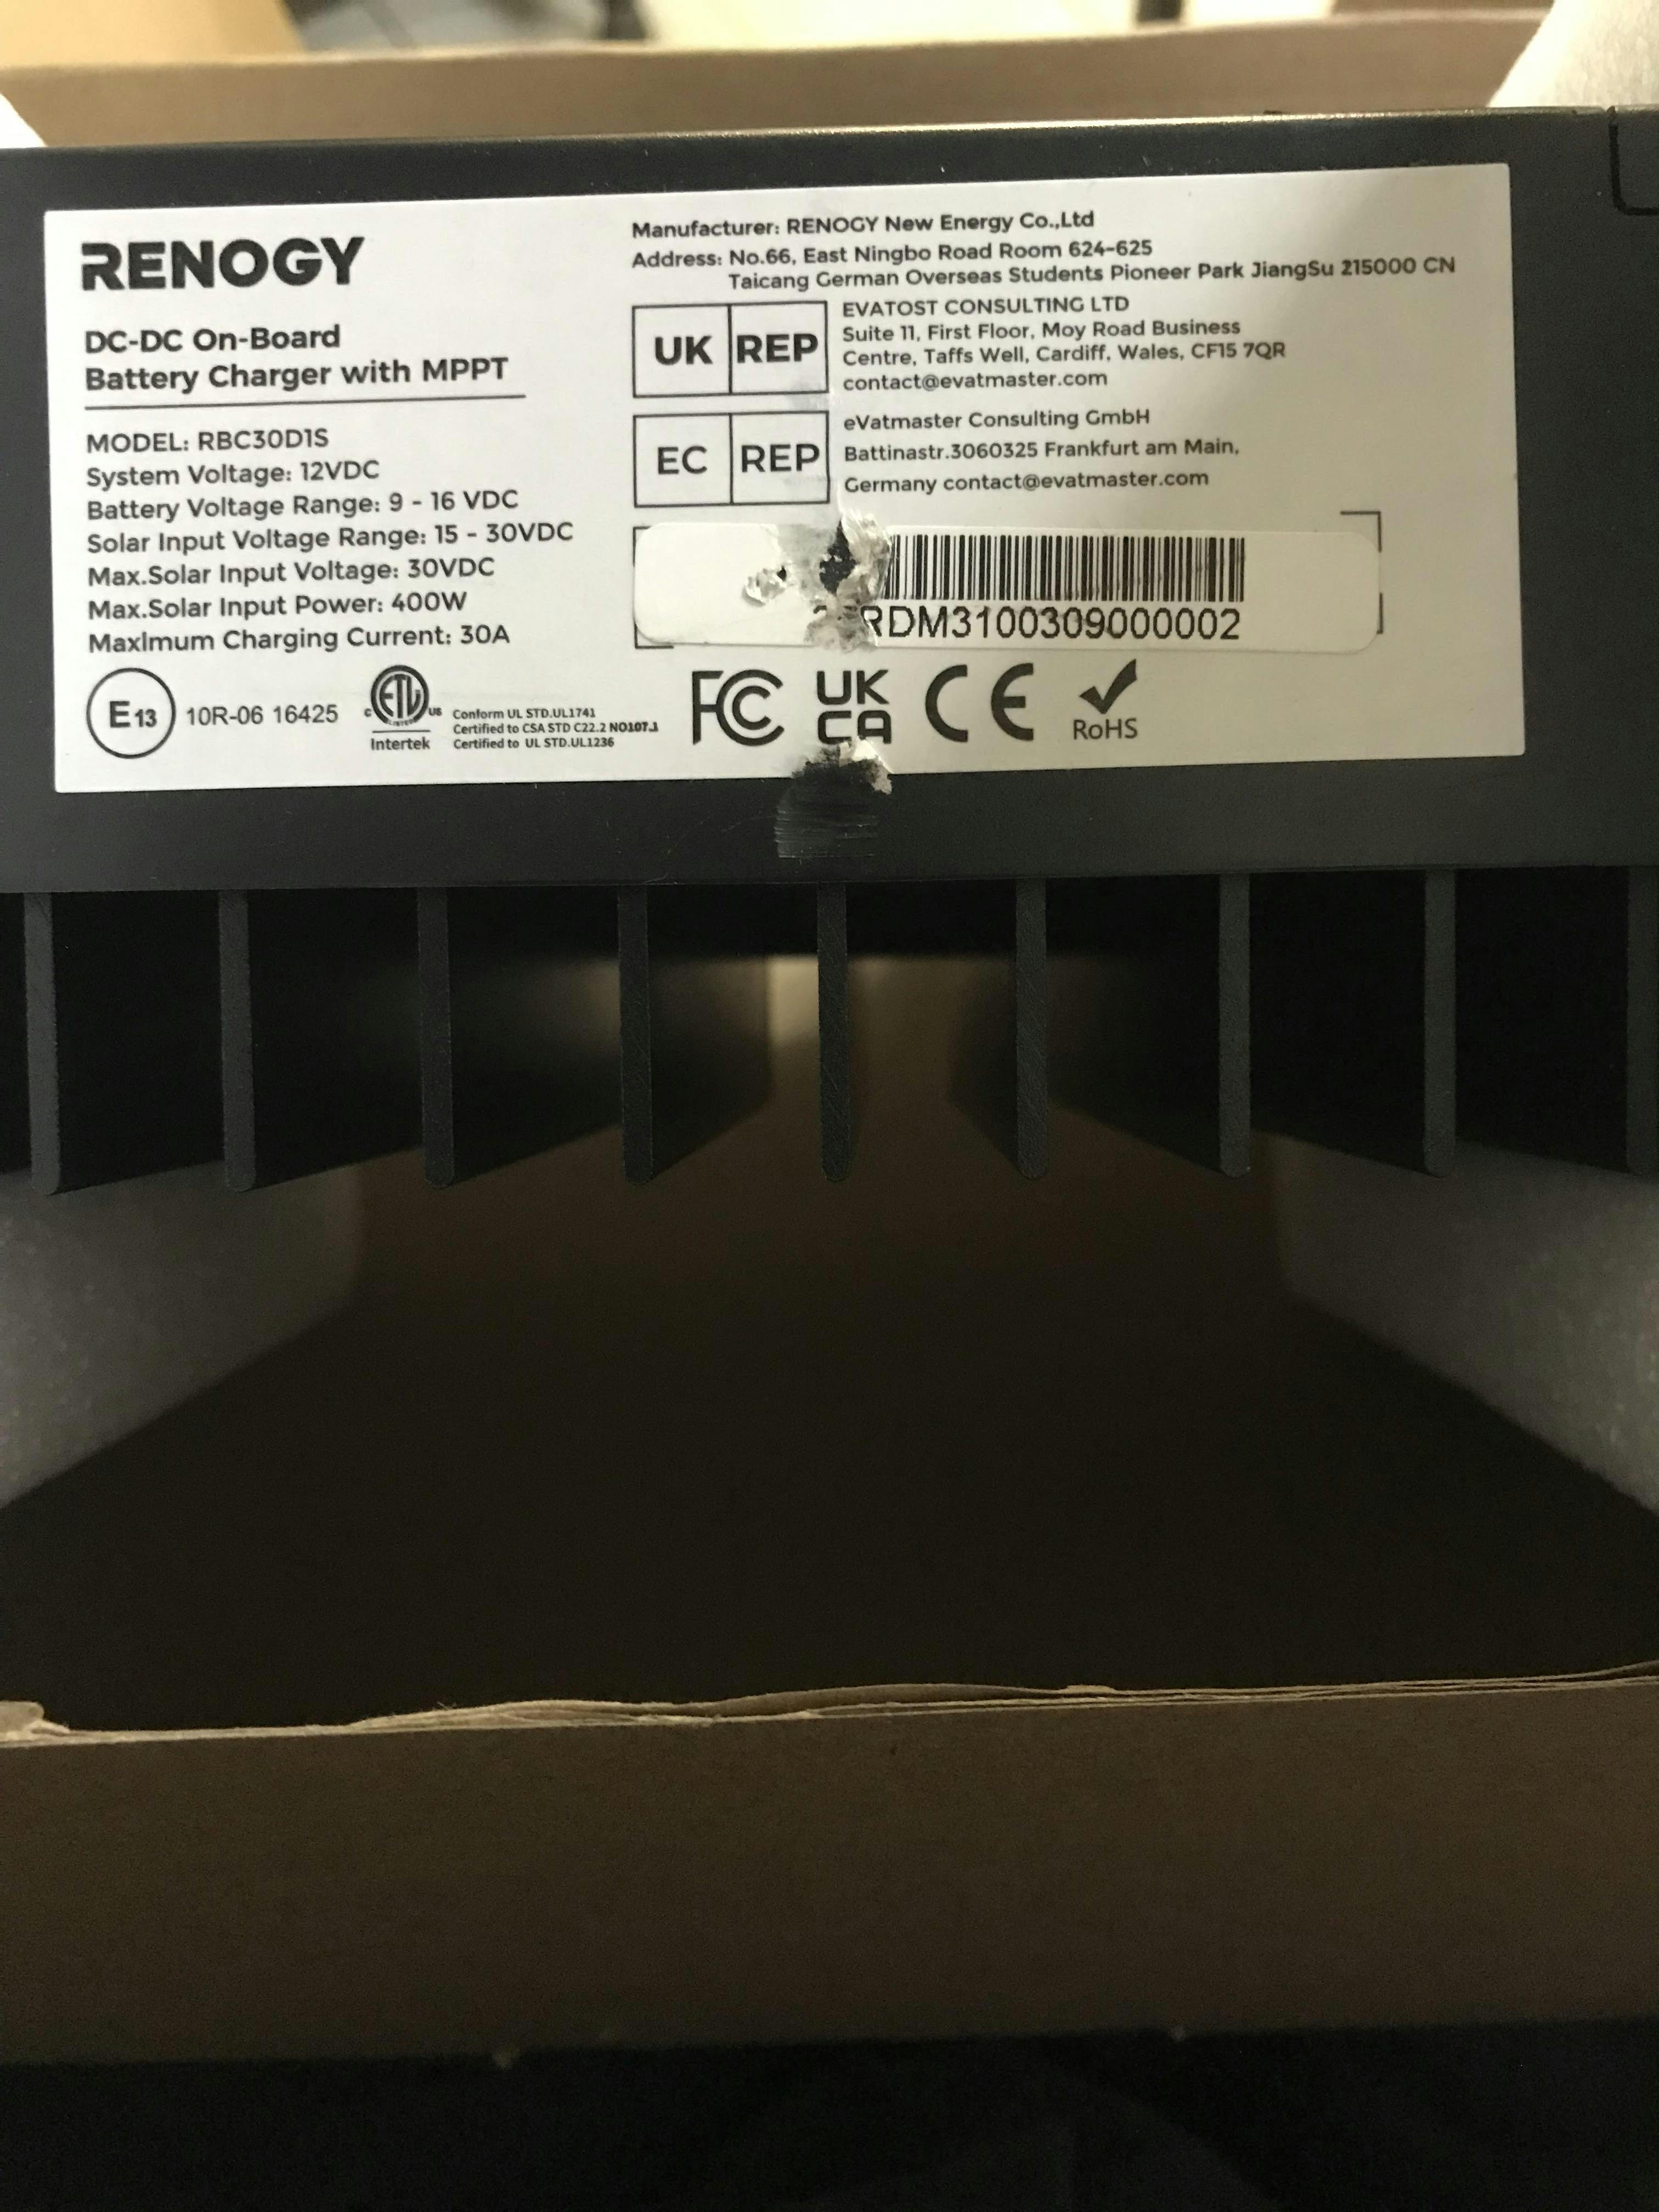 RENOGY
DC-DC On-Board
Battery Charger with MPPT
MODEL: RBC30D1S
System Voltage: 12VDC
Battery Voltage Range: 9 - 16 VDC
Solar Input Voltage Range: 15 - 30VDC
Max.Solar Input Voltage: 30VDC
Max.Solar Input Power: 400W
Maximum Charging Current: 30A
E13 10R-06 16425
C ETL US
Intertek
Conform UL STD.UL1741
Certified to CSA STD C22.2 NO107.1
Certified to UL STD.UL1236
Manufacturer: RENOGY New Energy Co.,Ltd
Address: No.66, East Ningbo Road Room 624-625
Taicang German Overseas Students Pioneer Park JiangSu 215000 CN
UK REP
EVATOST CONSULTING LTD
Suite 11, First Floor, Moy Road Business
Centre, Taffs Well, Cardiff, Wales, CF15 7QR
contact@evatmaster.com
EC REP
eVatmaster Consulting GmbH
Battinastr.3060325 Frankfurt am Main,
Germany contact@evatmaster.com
RDM3100309000002
FC UK CA CE RoHS